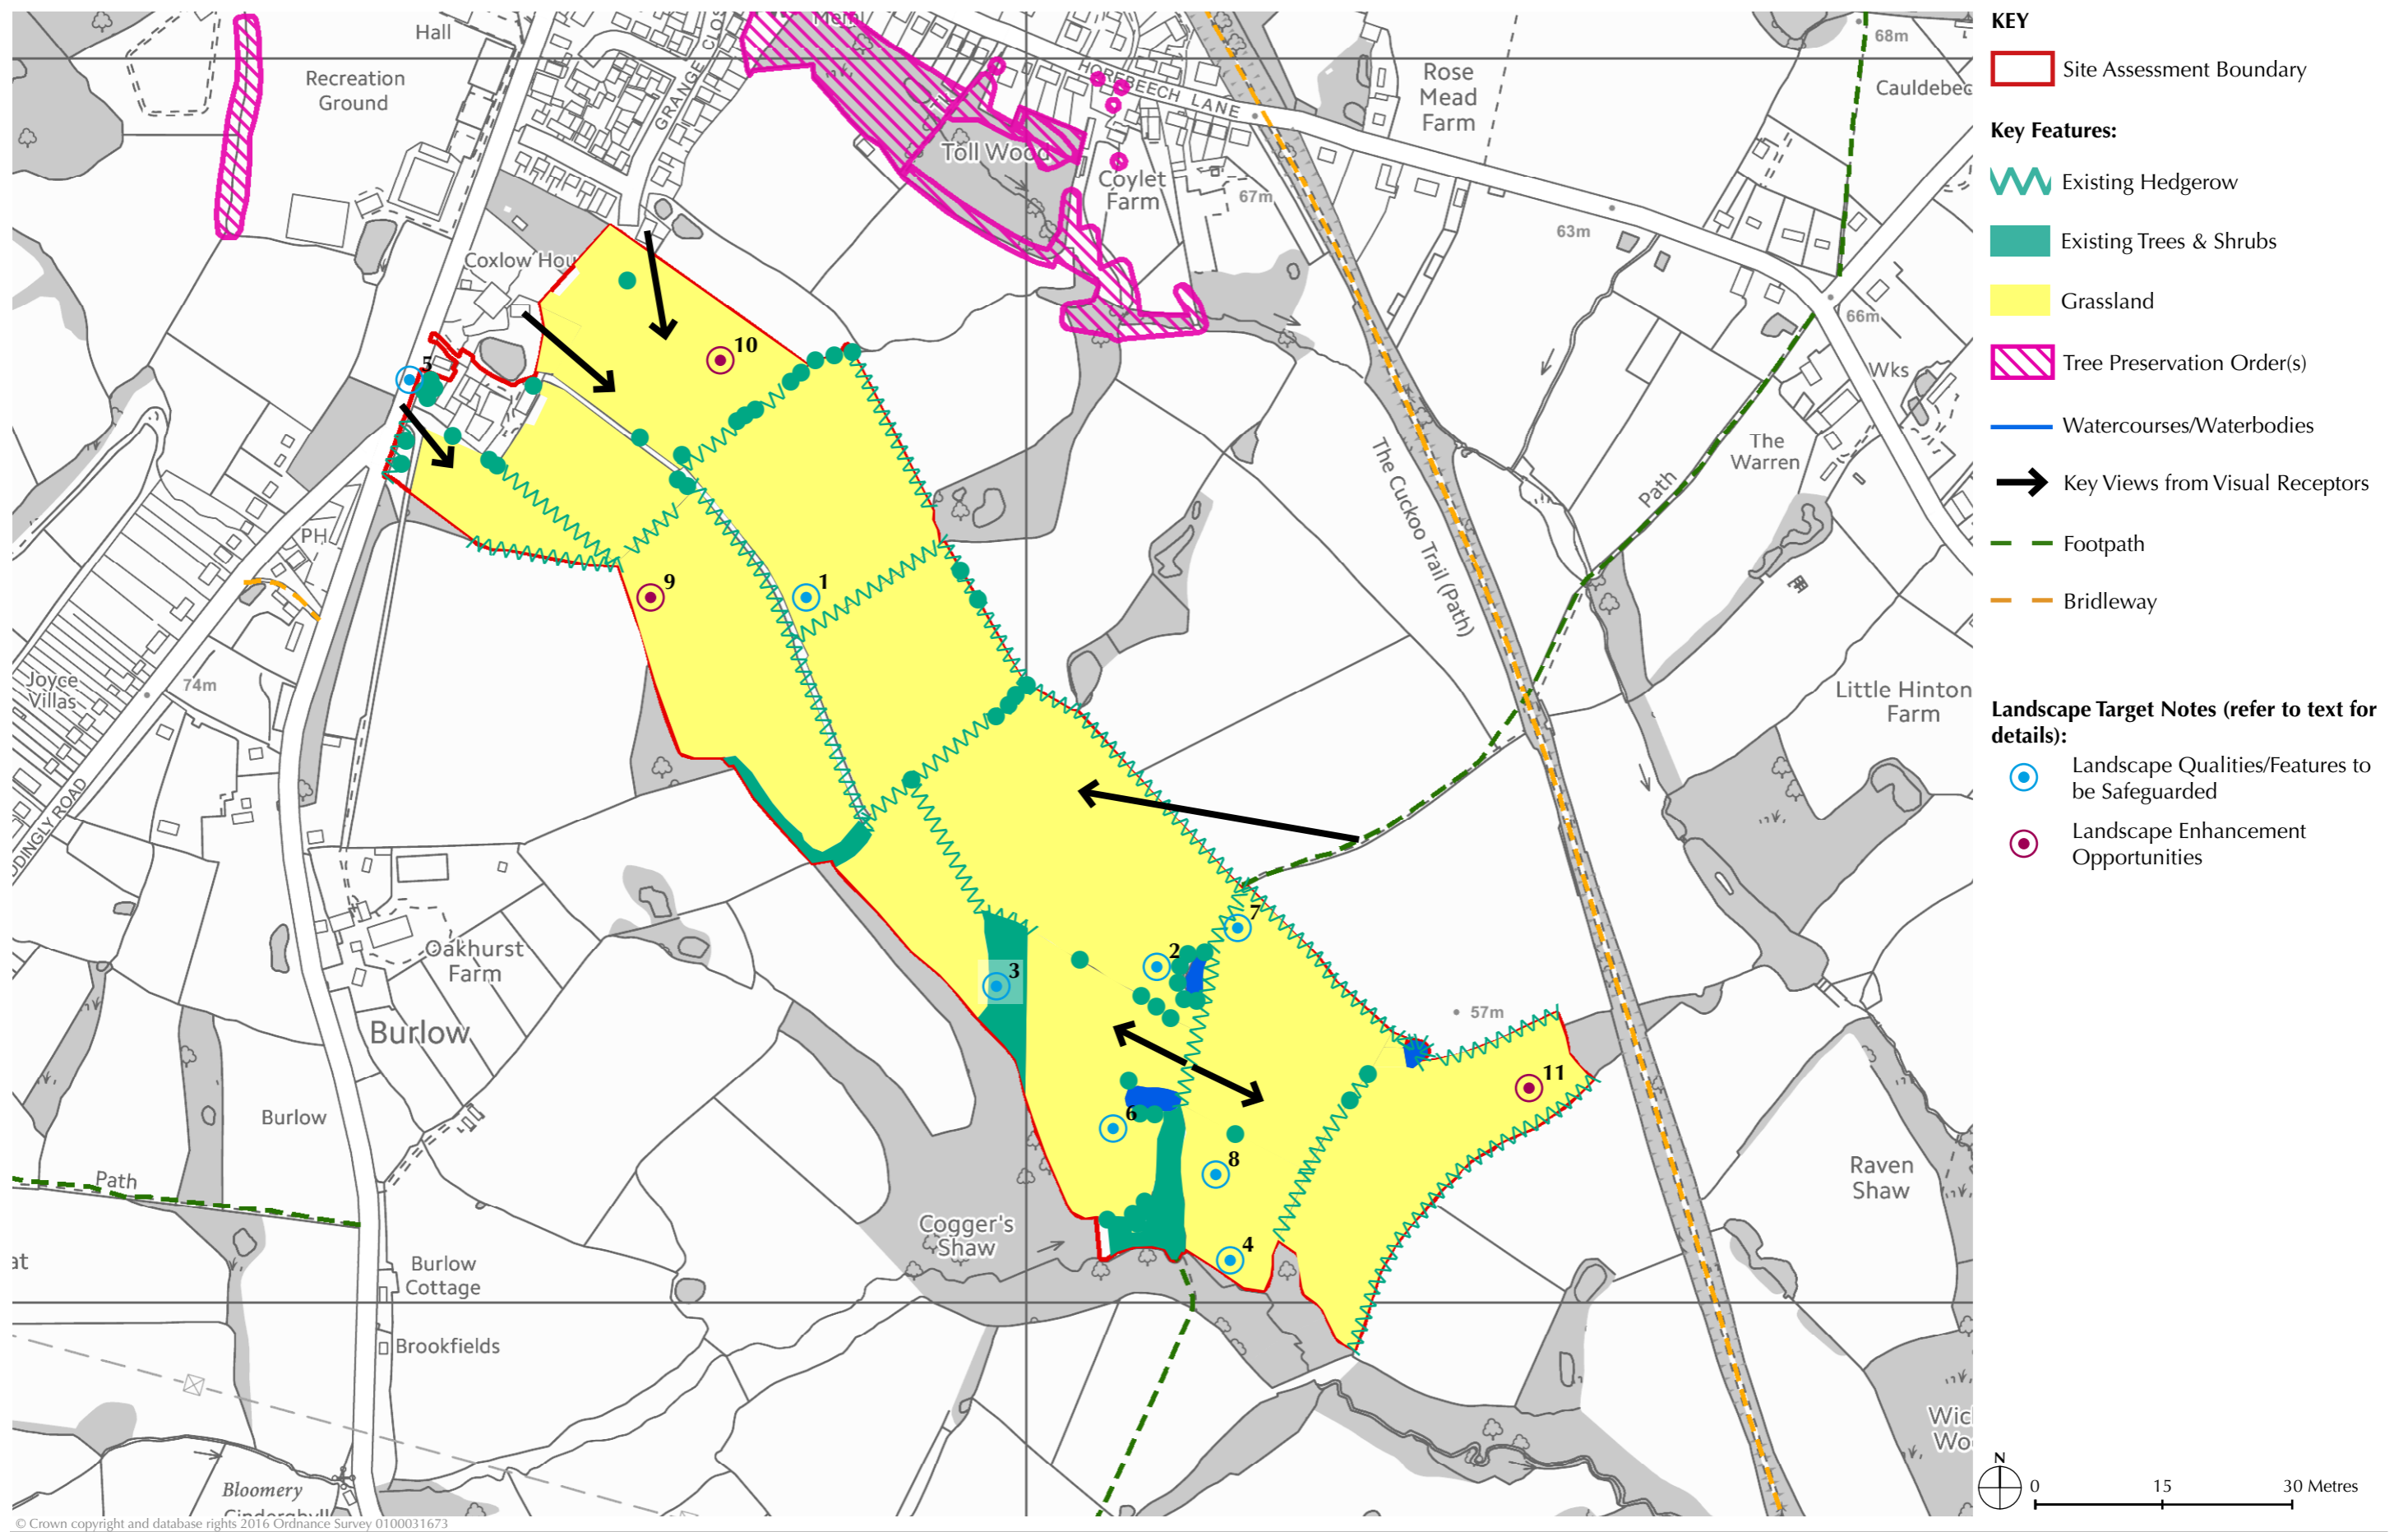 Hall
Recreation
Ground
GRANGE
HOREBEECH LANE
Toll Wood
Coylet
Farm
67m
Rose
Mead
Farm
68m
63m
66m
Wks
The
Warren
Path
The Cuckoo Trail (Path)
Little Hinton
Farm
5
10
9
1
PH
Joyce
Villas
74m
Oakhurst
Farm
Burlow
Burlow
Path
Burlow
Cottage
Brookfields
Bloomery
Cogger's
Shaw
3
2
7
6
8
4
11
57m
Raven
Shaw
KEY
Site Assessment Boundary
Key Features:
Existing Hedgerow
Existing Trees & Shrubs
Grassland
Tree Preservation Order(s)
Watercourses/Waterbodies
Key Views from Visual Receptors
Footpath
Bridleway
Landscape Target Notes (refer to text for
details):
Landscape Qualities/Features to
be Safeguarded
Landscape Enhancement
Opportunities
N
0 15 30 Metres
© Crown copyright and database rights 2016 Ordnance Survey 0100031673